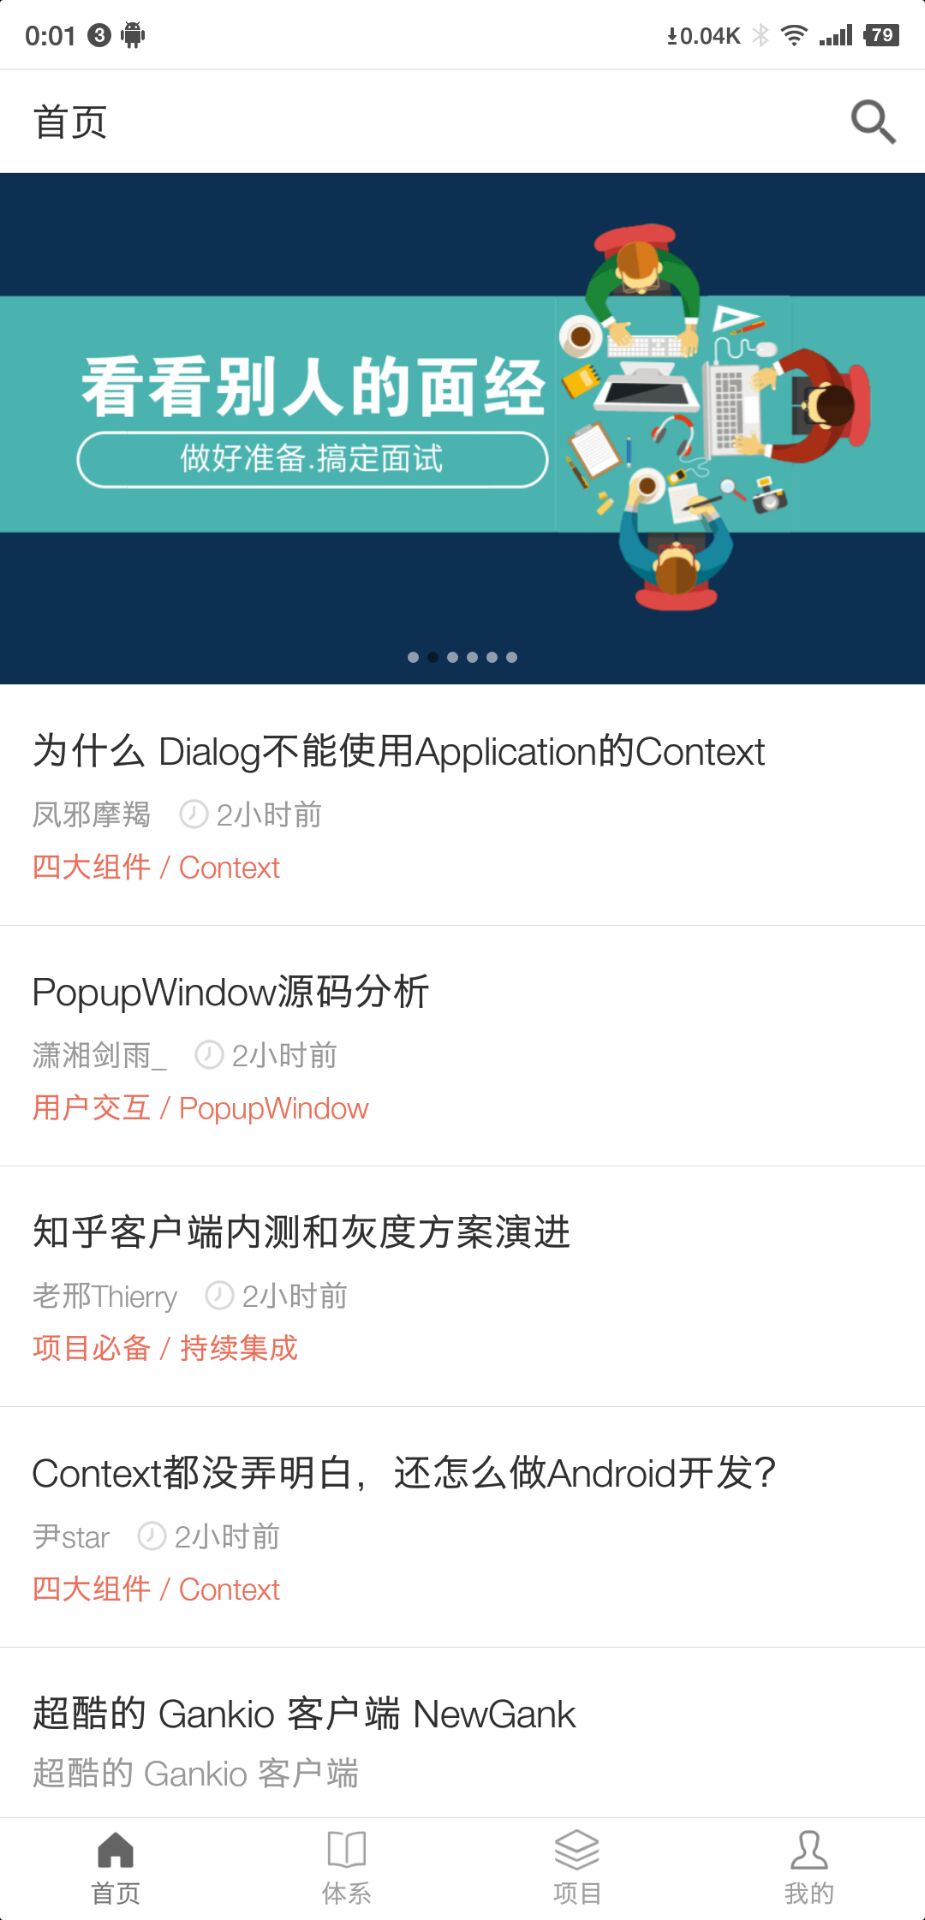 0:01 3 0.04K 79
首页
看看别人的面经
做好准备.搞定面试
为什么 Dialog不能使用Application的Context
凤邪摩羯 2小时前
四大组件 / Context
PopupWindow源码分析
潇湘剑雨_ 2小时前
用户交互 / PopupWindow
知乎客户端内测和灰度方案演进
老邢Thierry 2小时前
项目必备 / 持续集成
Context都没弄明白，还怎么做Android开发？
尹star 2小时前
四大组件 / Context
超酷的 Gankio 客户端 NewGank
超酷的 Gankio 客户端
首页 体系 项目 我的